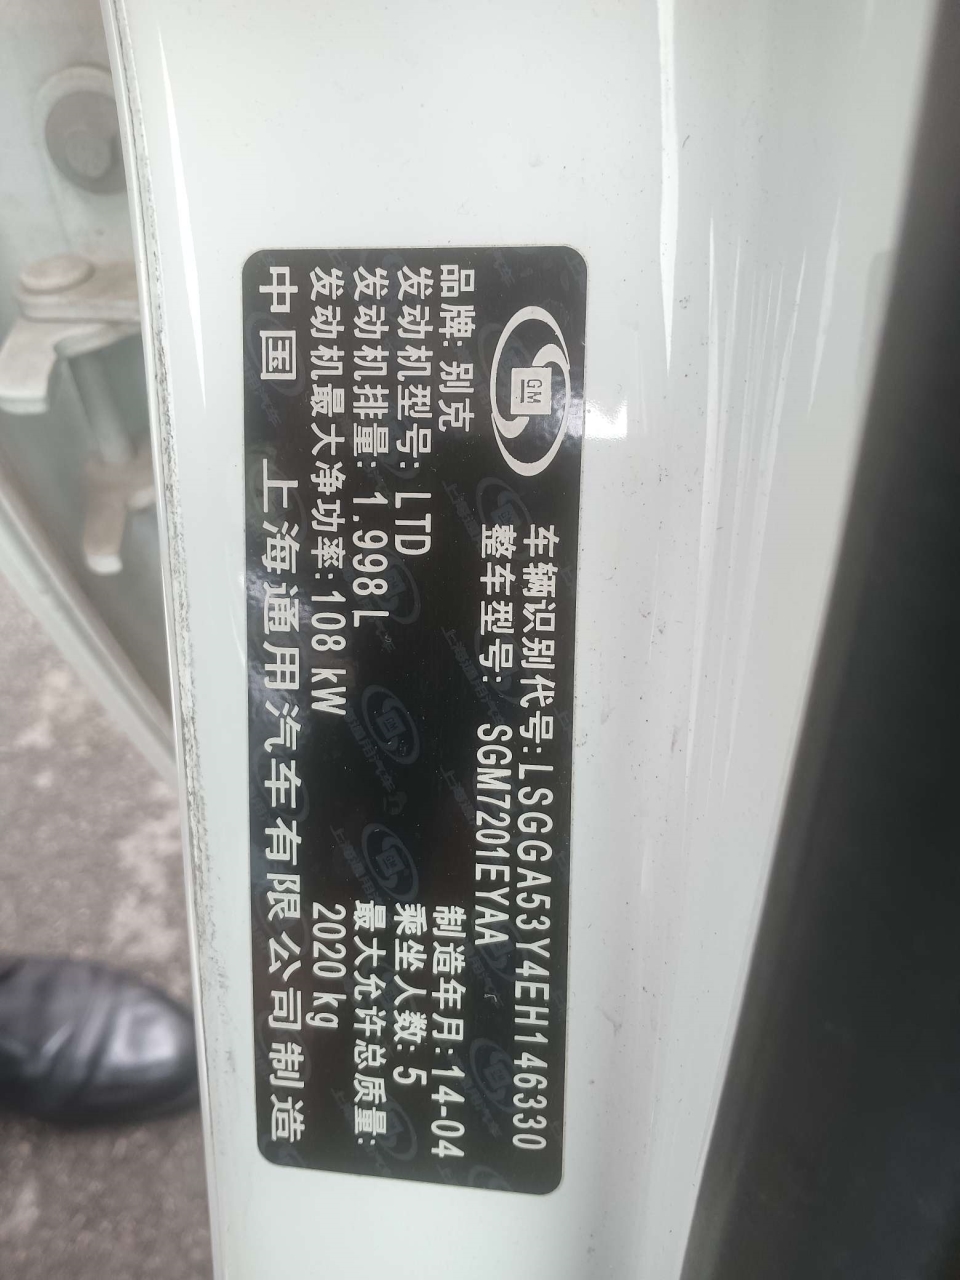 GM
车辆识别代号:LSGGA53Y4EH146330
整车型号: SGM7201EYAA
品牌: 别克
制造年月:14-04
发动机型号: LTD
乘坐人数: 5
发动机排量: 1.998L
最大允许总质量:
发动机最大净功率:108 kW
2020 kg
中国 上海通用汽车有限公司制造